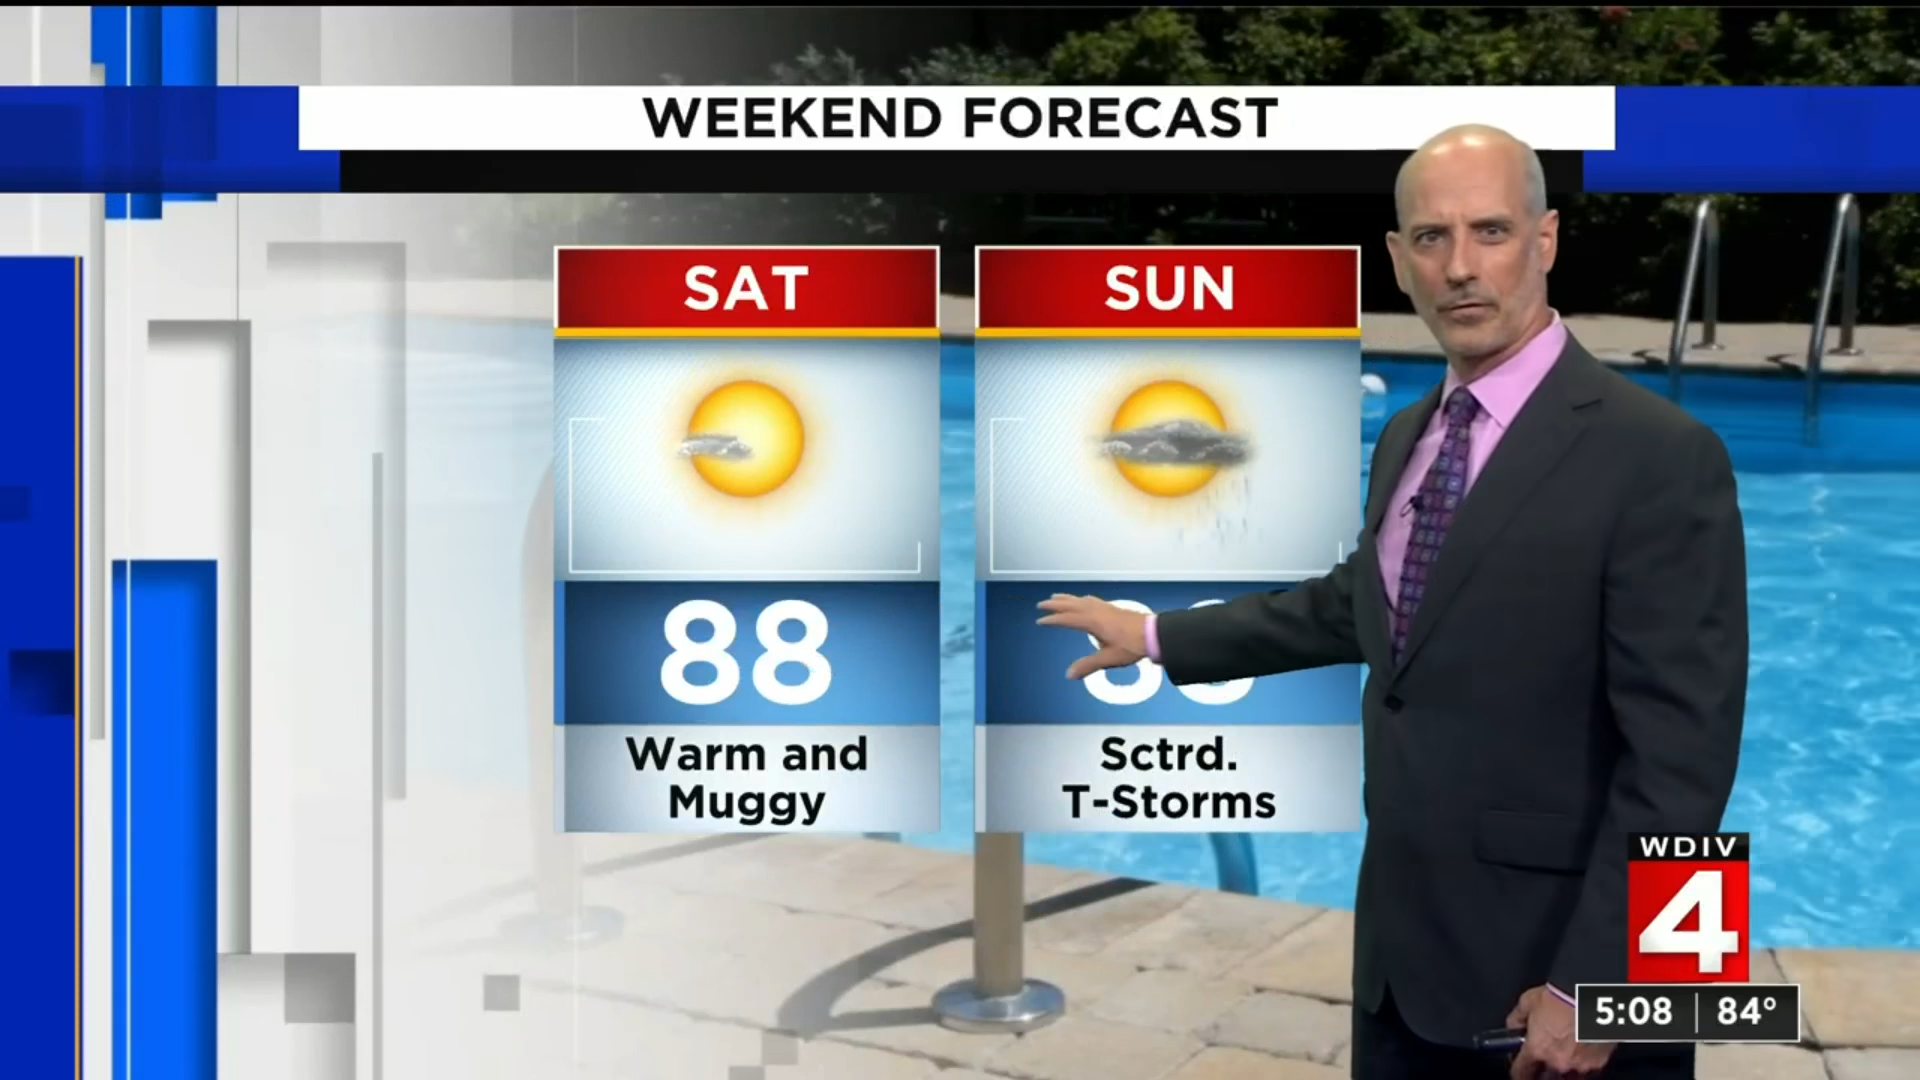 WEEKEND FORECAST
SAT
SUN
88
Warm and
Muggy
Sctrd.
T-Storms
WDIV
4
5:08 84°